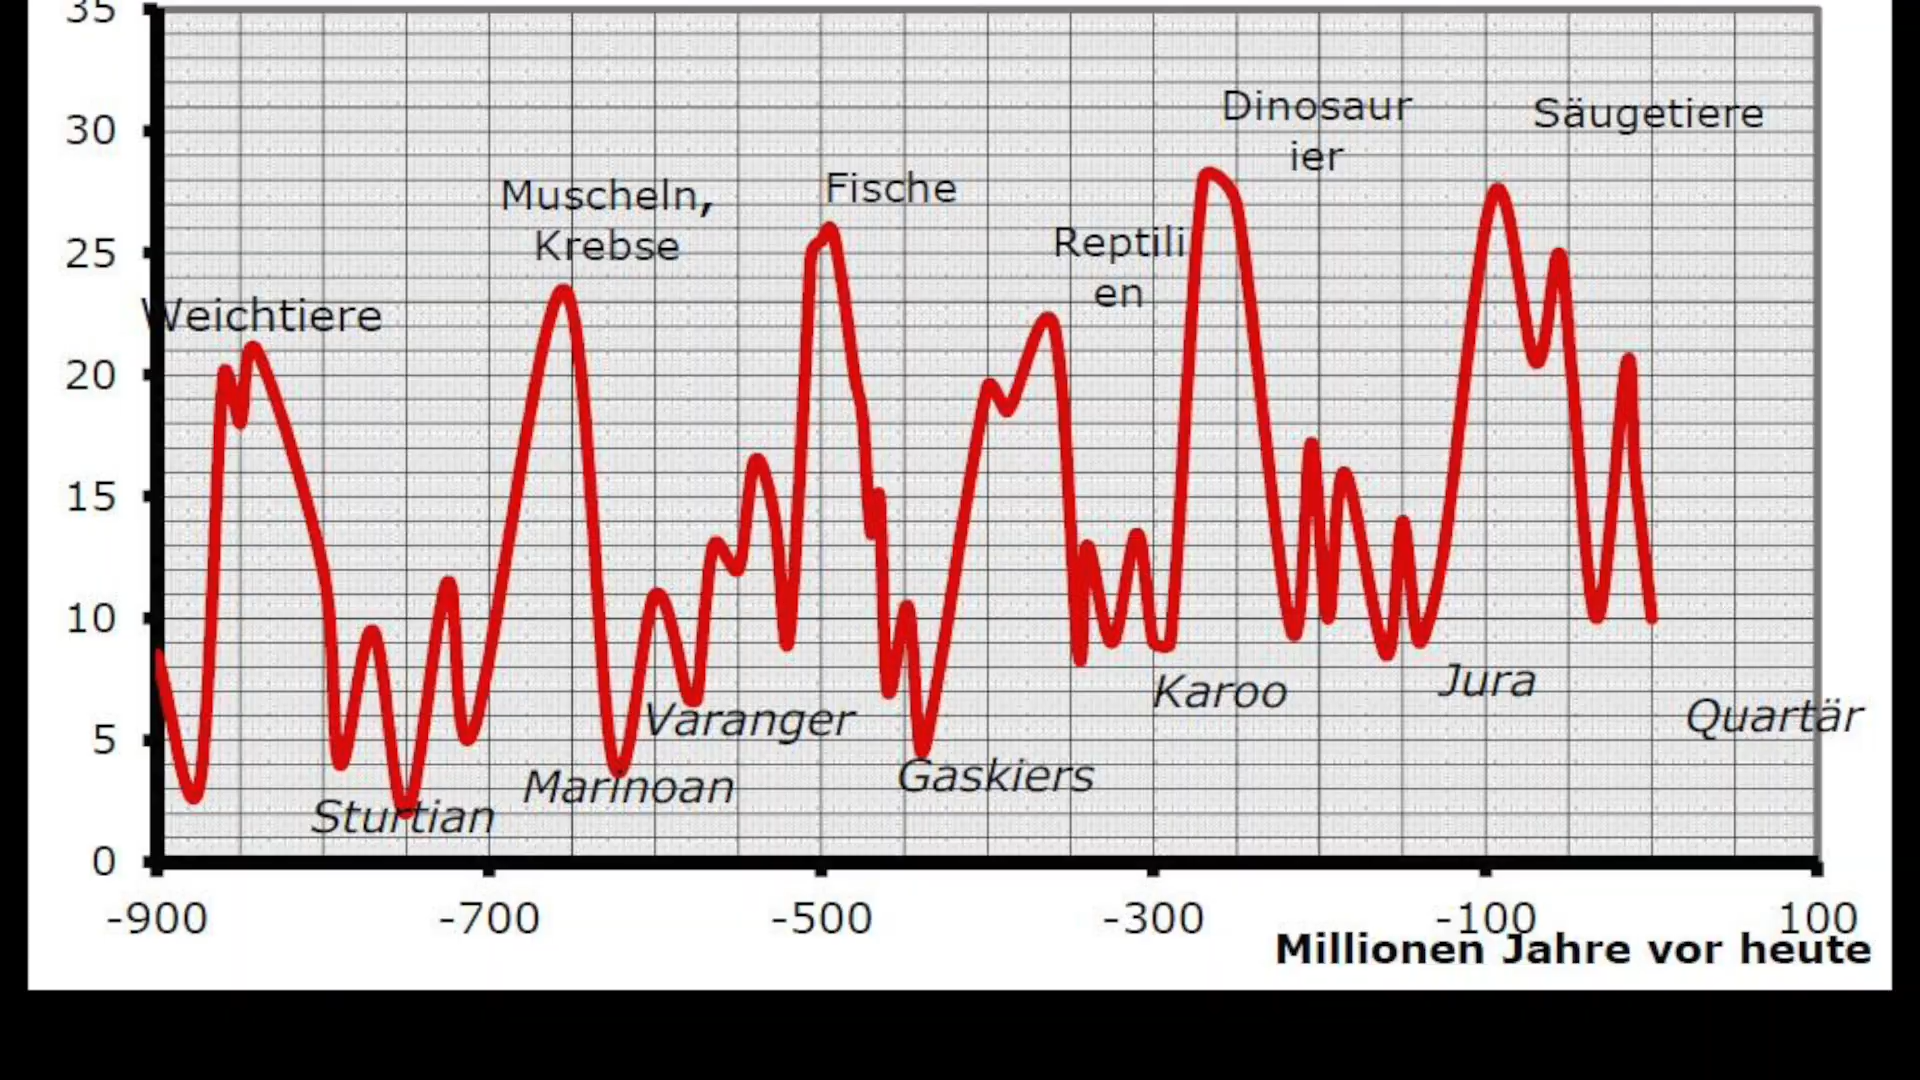 35
30
25
20
15
10
5
0
Weichtiere
Muscheln,
Krebse
Fische
Reptili
en
Dinosaur
ier
Säugetiere
Sturtian
Marinoan
Varanger
Gaskiers
Karoo
Jura
Quartär
-900 -700 -500 -300 -100 100
Millionen Jahre vor heute